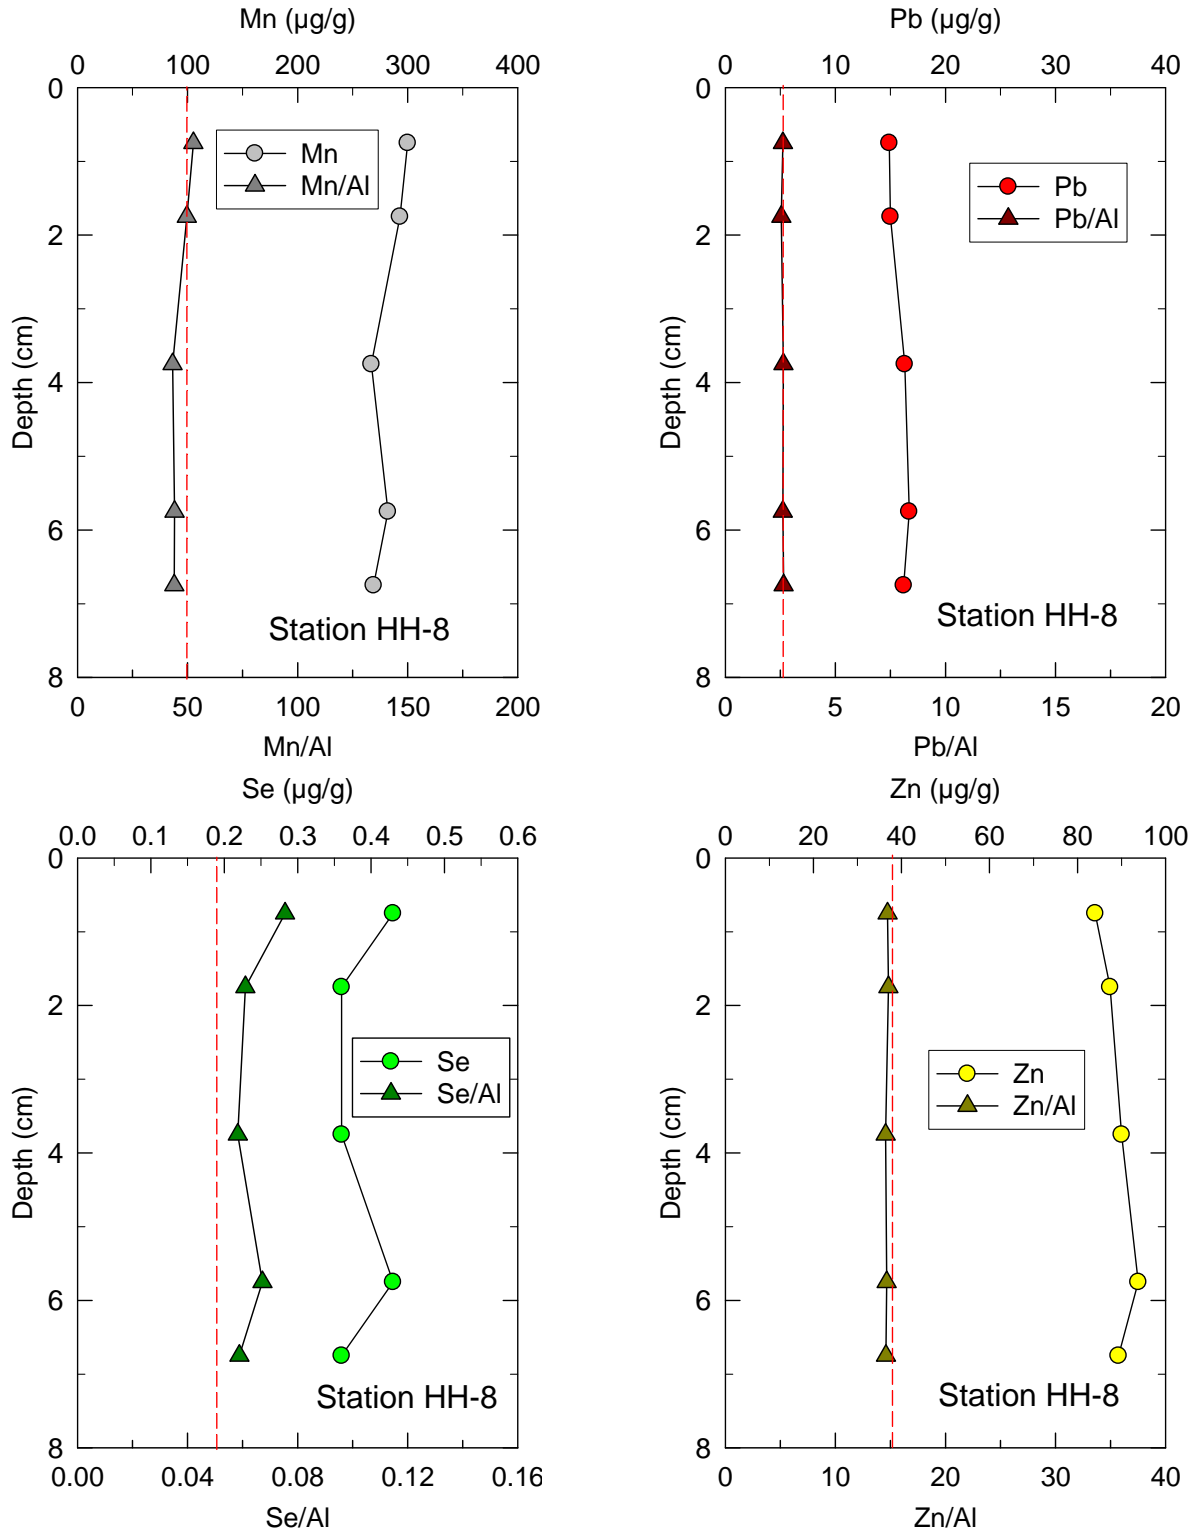 Mn (µg/g)
0 100 200 300 400
0
2
4
6
8
Depth (cm)
Mn
Mn/Al
Station HH-8
0 50 100 150 200
Mn/Al
Pb (µg/g)
0 10 20 30 40
0
2
4
6
8
Depth (cm)
Pb
Pb/Al
Station HH-8
0 5 10 15 20
Pb/Al
Se (µg/g)
0.0 0.1 0.2 0.3 0.4 0.5 0.6
0
2
4
6
8
Depth (cm)
Se
Se/Al
Station HH-8
0.00 0.04 0.08 0.12 0.16
Se/Al
Zn (µg/g)
0 20 40 60 80 100
0
2
4
6
8
Depth (cm)
Zn
Zn/Al
Station HH-8
0 10 20 30 40
Zn/Al